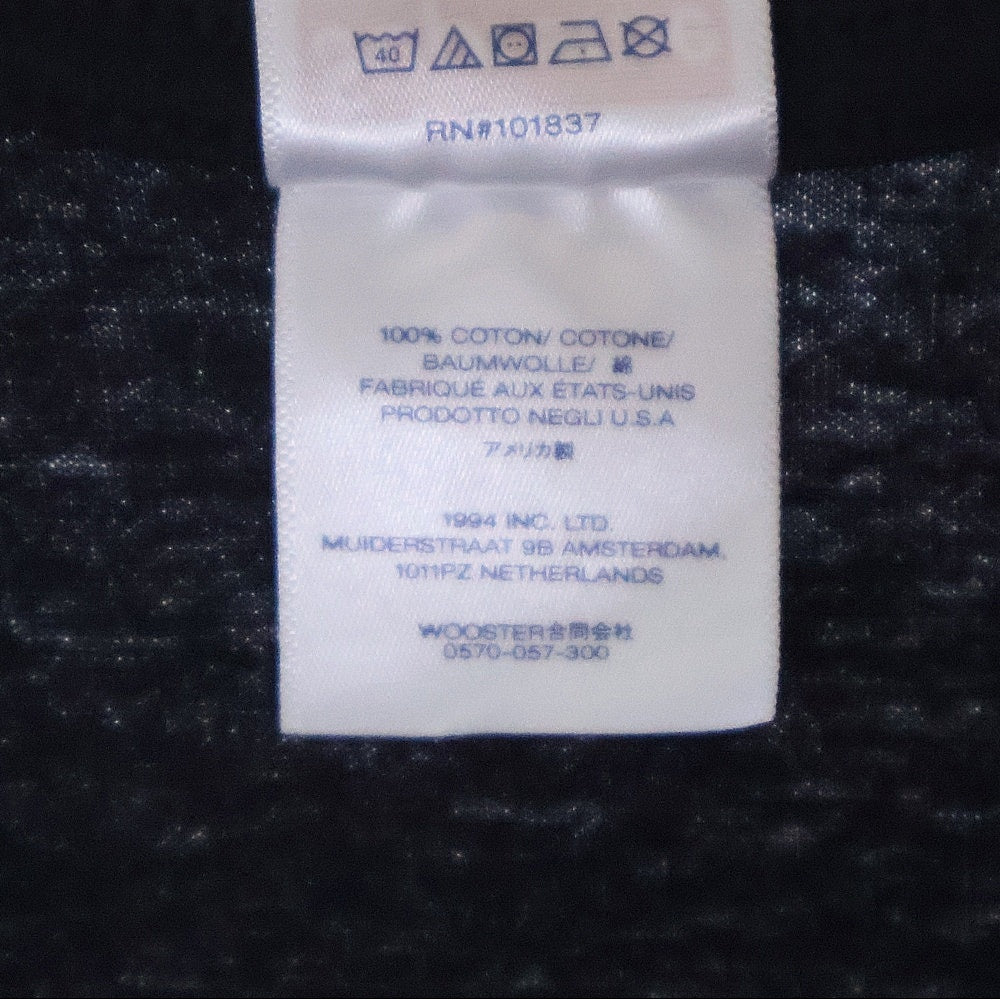 40
RN#101837
100% COTON/ COTONE/
BAUMWOLLE/ 綿
FABRIQUÉ AUX ÉTATS-UNIS
PRODOTTO NEGLI U.S.A
アメリカ製
1994 INC. LTD.
MUIDERSTRAAT 9B AMSTERDAM.
1011PZ NETHERLANDS
WOOSTER合同会社
0570-057-300